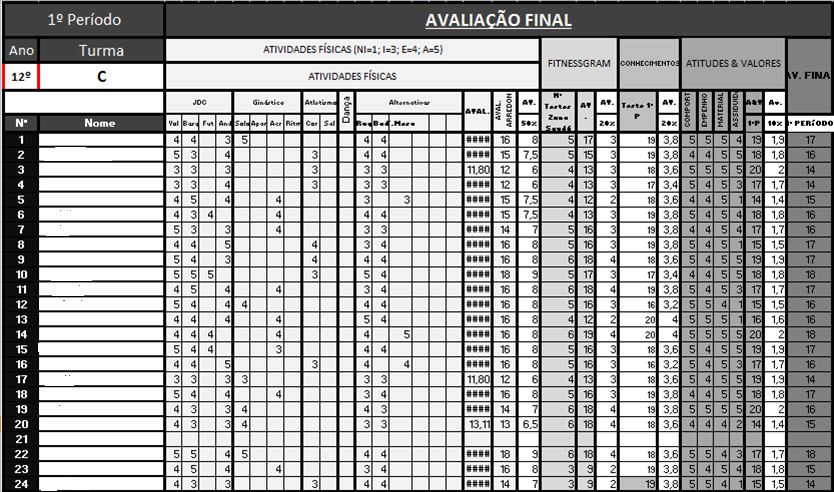 1º Período AVALIAÇÃO FINAL
Ano Turma ATIVIDADES FÍSICAS (NI=1; I=3; E=4; A=5) FITNESSGRAM CONHECIMENTOS ATITUDES & VALORES AV. FINA
12º C ATIVIDADES FÍSICAS
JDC Ginástica Atletismo Dança Alternativas AVAL. AVAL. ARREDON AV. 50% Nº Testes Zona Saudá AV. 20% Teste 1º P AV. 20% COMPORT EMPENHO MATERIAL ASSIDUID A&V 1ºP Av. 10%
Nº Nome Vol Fut And Solo Apar Acr Ritm Cor Sal º PERÍODO
1 4 4 3 5 4 4 #### 16 8 5 17 3 19 3,8 5 5 5 4 19 1,9 17
2 5 3 4 3 4 4 #### 15 7,5 5 15 3 18 3,6 4 4 5 5 18 1,8 16
3 3 3 3 3 3 3 11,80 12 6 4 13 3 19 3,8 5 5 5 5 20 2 14
4 3 3 4 3 3 3 #### 12 6 4 13 3 17 3,4 5 4 5 3 17 1,7 14
5 4 5 4 4 4 3 #### 15 7,5 4 12 2 18 3,6 4 5 4 1 14 1,4 15
6 4 3 4 4 4 4 #### 15 7,5 4 13 3 19 3,8 5 4 5 4 18 1,8 16
7 5 3 3 4 3 3 #### 14 7 5 16 3 19 3,8 5 5 5 4 19 1,9 16
8 4 4 5 4 3 3 #### 16 8 5 16 3 19 3,8 5 5 5 1 15 1,5 17
9 5 4 3 4 4 4 #### 16 8 6 18 4 19 3,8 5 5 5 4 19 1,9 18
10 5 5 5 3 5 4 #### 18 9 5 17 3 17 3,4 5 4 5 4 18 1,8 18
11 4 5 4 4 3 3 #### 16 8 6 18 4 18 3,6 5 4 5 3 17 1,7 17
12 5 4 4 4 4 4 #### 16 8 5 16 3 16 3,2 5 5 4 1 15 1,5 16
13 4 4 4 4 5 4 #### 16 8 4 12 2 20 4 5 5 4 1 16 1,6 16
14 4 4 4 4 4 5 #### 16 8 6 19 4 20 4 5 5 5 5 20 2 18
15 5 4 4 3 4 4 #### 16 8 5 16 3 18 3,6 5 4 5 5 19 1,9 17
16 4 4 5 3 4 4 #### 16 8 5 16 3 16 3,2 5 4 5 3 17 1,7 16
17 3 3 3 3 3 3 11,80 12 6 4 13 3 18 3,6 5 4 5 5 19 1,9 14
18 5 4 4 4 3 3 #### 16 8 5 16 3 19 3,8 5 5 5 3 18 1,8 17
19 4 3 3 4 4 4 #### 14 7 6 18 4 19 3,8 5 5 5 5 20 2 16
20 4 3 3 4 3 3 13,11 13 6,5 6 18 4 18 3,6 4 4 4 2 14 1,4 15
21
22 5 5 4 5 4 4 #### 18 9 6 18 4 18 3,6 5 4 5 3 17 1,7 18
23 4 5 4 4 3 3 #### 16 8 3 9 2 19 3,8 5 4 5 4 18 1,8 15
24 4 3 3 3 4 4 #### 14 7 3 9 2 19 3,8 5 5 4 1 15 1,5 14